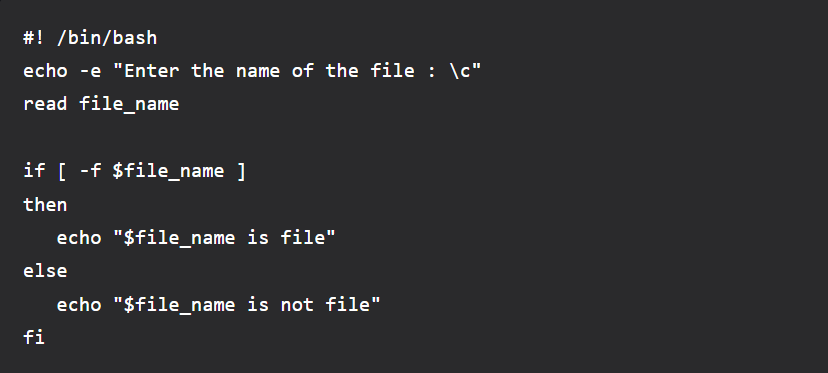 #! /bin/bash
echo -e "Enter the name of the file : \c"
read file_name

if [ -f $file_name ]
then
   echo "$file_name is file"
else
   echo "$file_name is not file"
fi